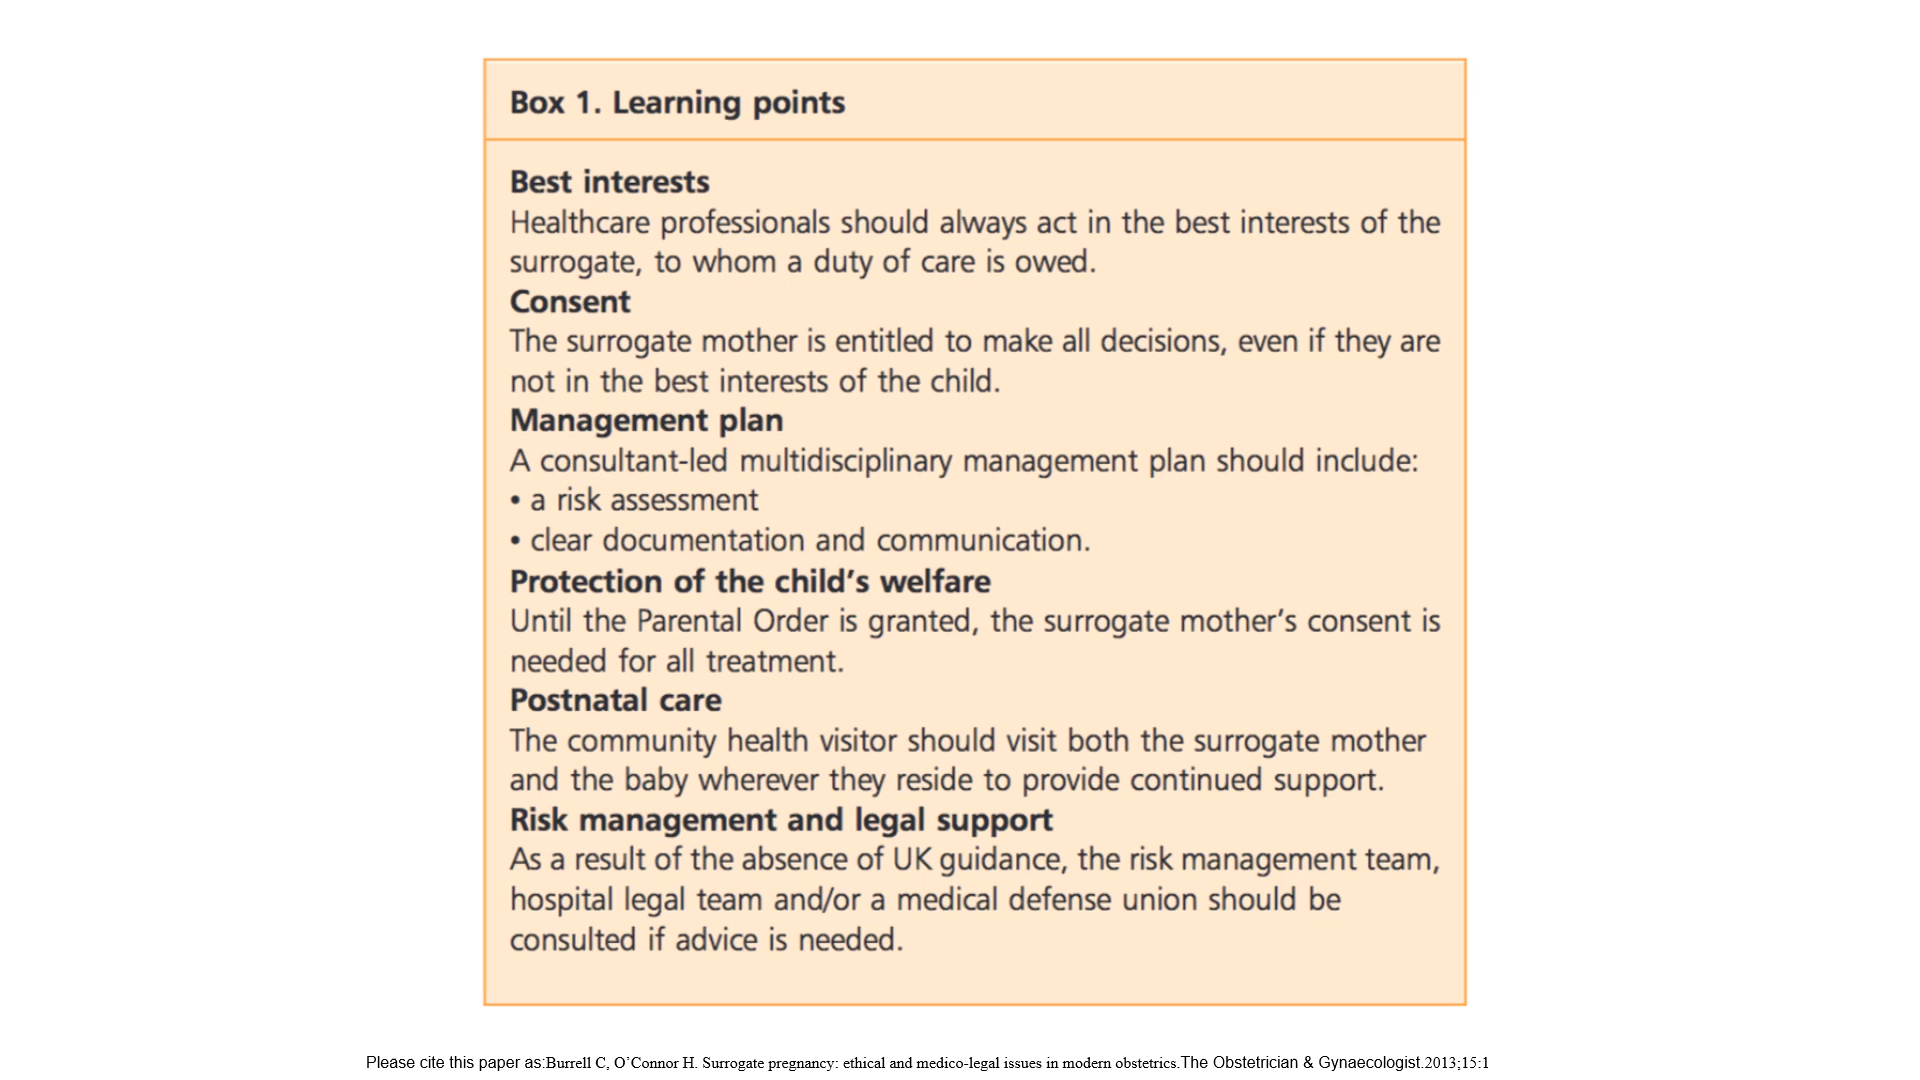 Box 1. Learning points
Best interests
Healthcare professionals should always act in the best interests of the
surrogate, to whom a duty of care is owed.
Consent
The surrogate mother is entitled to make all decisions, even if they are
not in the best interests of the child.
Management plan
A consultant-led multidisciplinary management plan should include:
• a risk assessment
• clear documentation and communication.
Protection of the child’s welfare
Until the Parental Order is granted, the surrogate mother’s consent is
needed for all treatment.
Postnatal care
The community health visitor should visit both the surrogate mother
and the baby wherever they reside to provide continued support.
Risk management and legal support
As a result of the absence of UK guidance, the risk management team,
hospital legal team and/or a medical defense union should be
consulted if advice is needed.
Please cite this paper as:Burrell C, O’Connor H. Surrogate pregnancy: ethical and medico-legal issues in modern obstetrics.The Obstetrician & Gynaecologist.2013;15:1